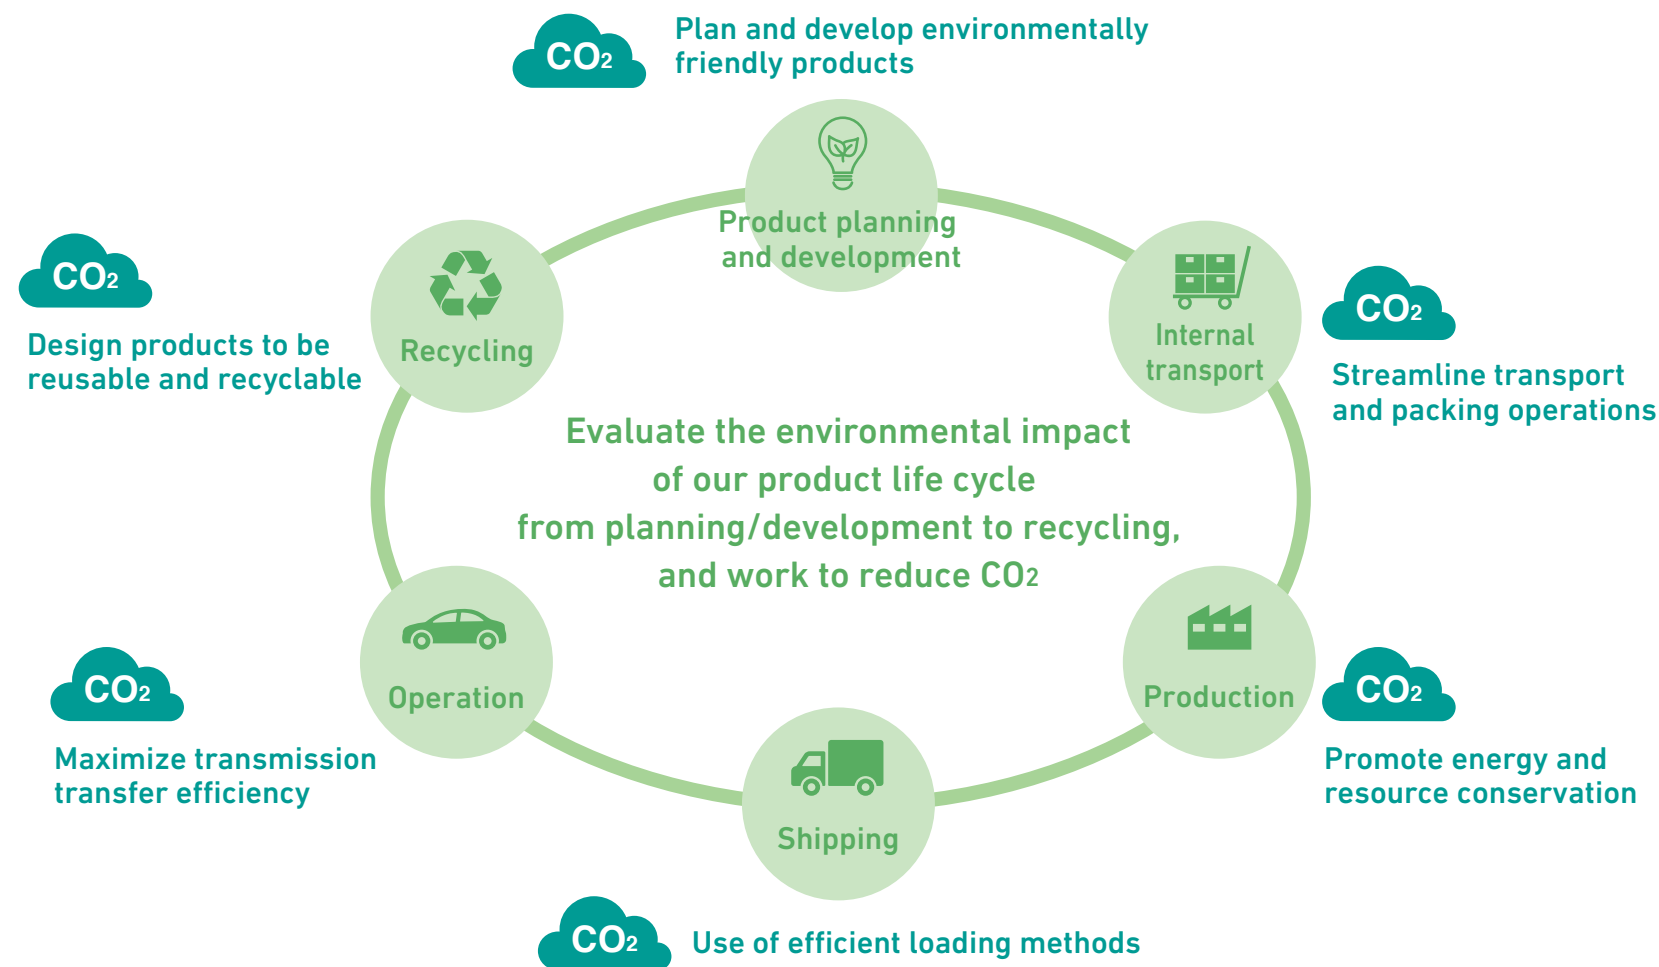 CO2
Plan and develop environmentally
friendly products
Product planning
and development
CO2
Design products to be
reusable and recyclable
Recycling
Internal
transport
CO2
Streamline transport
and packing operations
Evaluate the environmental impact
of our product life cycle
from planning/development to recycling,
and work to reduce CO2
CO2
Maximize transmission
transfer efficiency
Operation
Production
CO2
Promote energy and
resource conservation
Shipping
CO2
Use of efficient loading methods